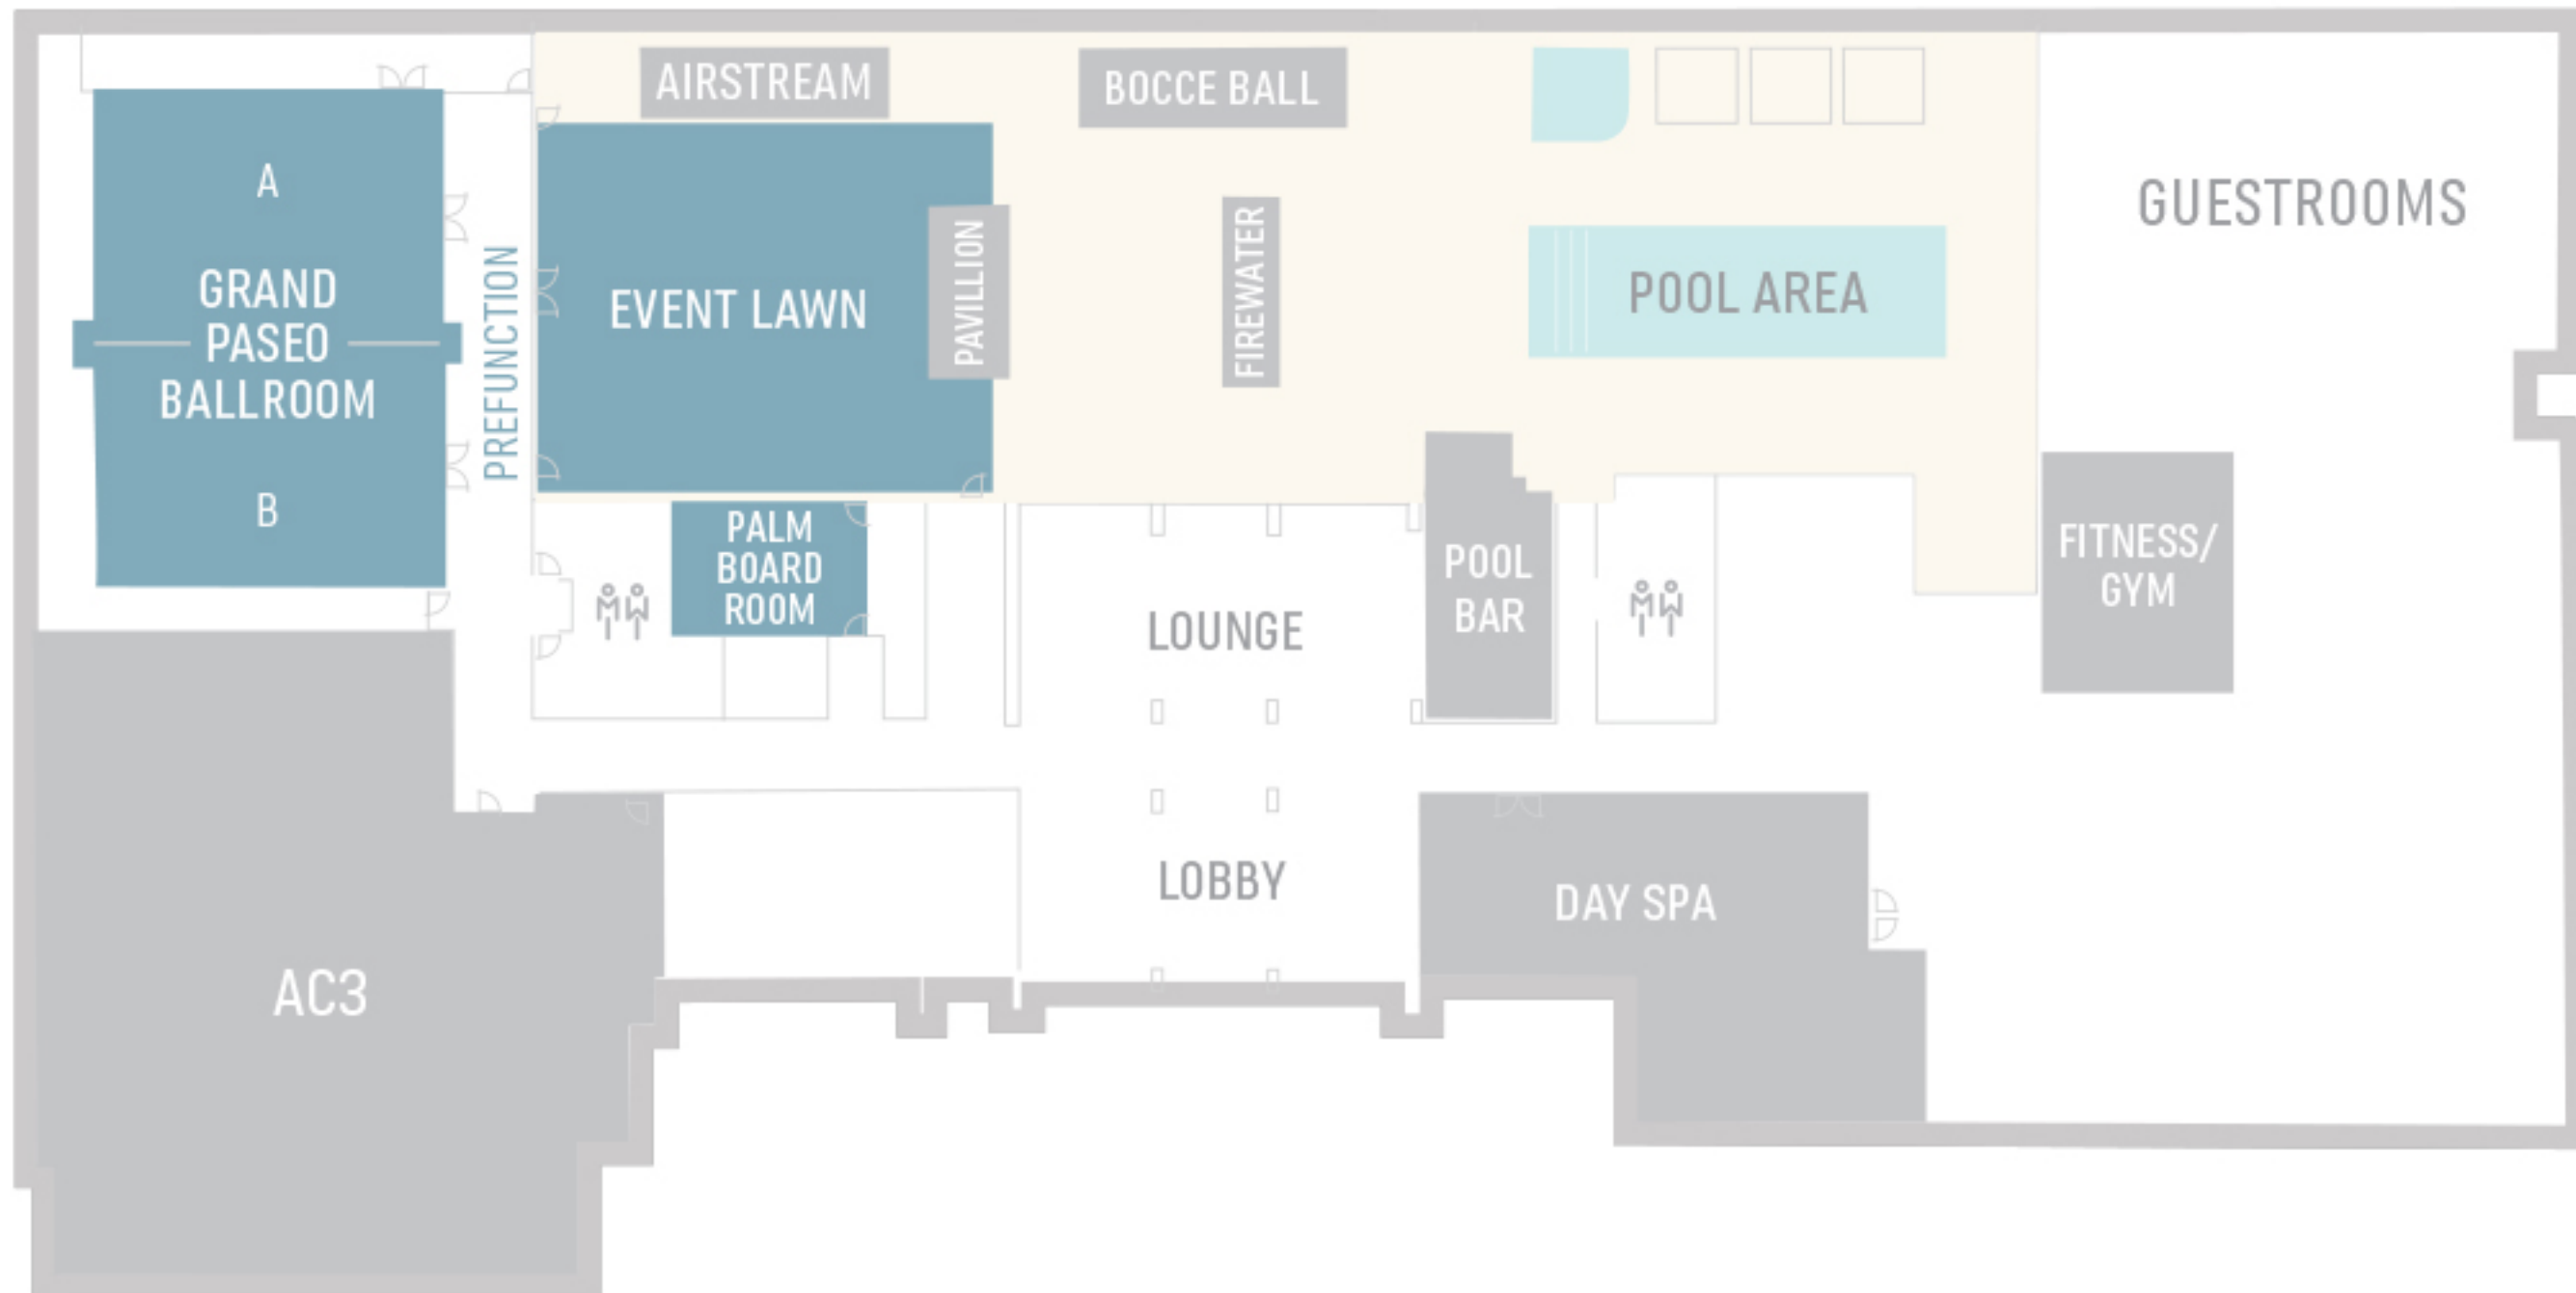 AIRSTREAM
BOCCE BALL
A
GRAND
PASEO
BALLROOM
B
PREFUNCTION
EVENT LAWN
PAVILLION
FIREWATER
POOL AREA
GUESTROOMS
PALM
BOARD
ROOM
LOUNGE
POOL
BAR
FITNESS/
GYM
LOBBY
DAY SPA
AC3